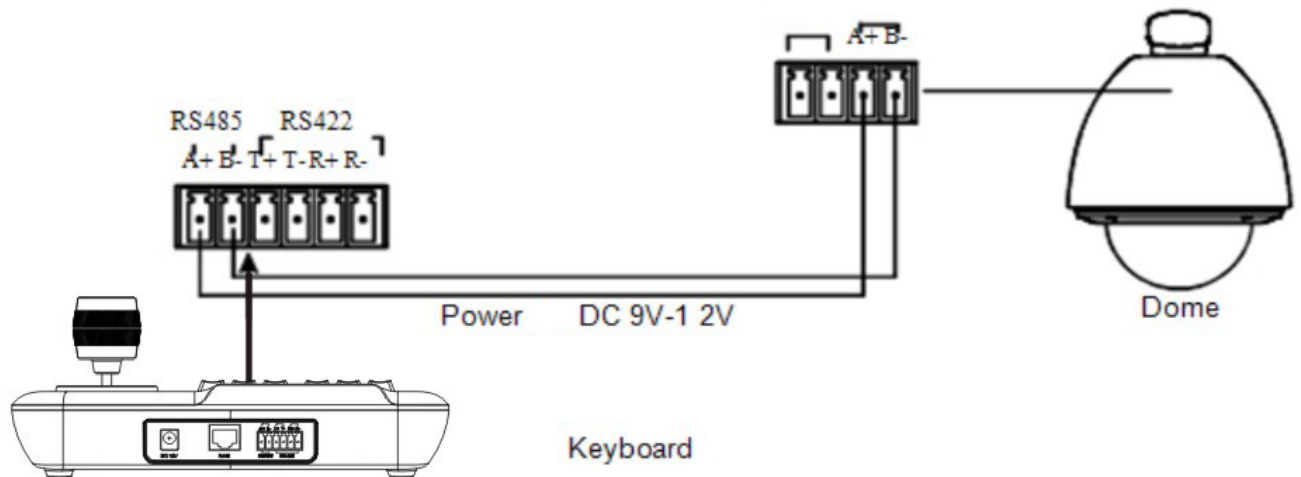 A+ B-
RS485 RS422
A+ B- T+ T- R+ R-
Power DC 9V-1 2V
Dome
Keyboard